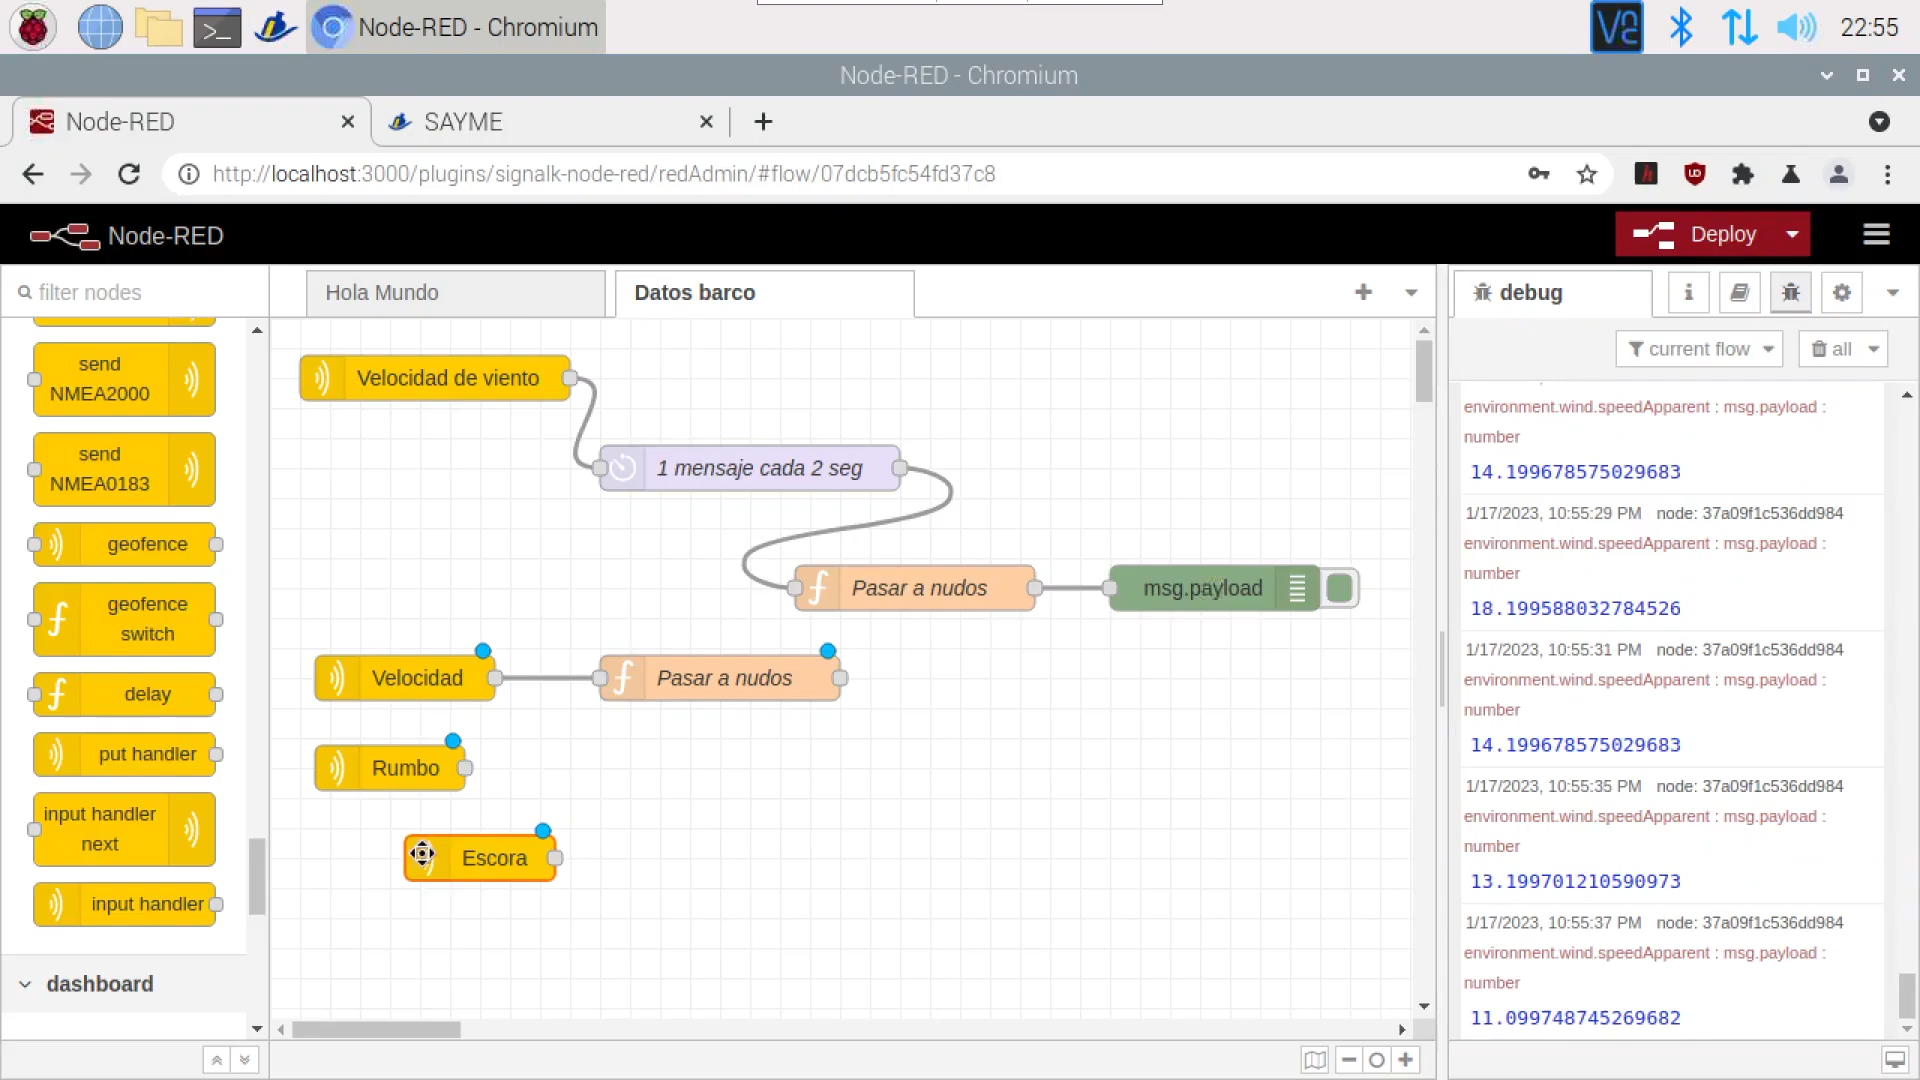 Node-RED - Chromium
22:55
Node-RED - Chromium
Node-RED
SAYME
http://localhost:3000/plugins/signalk-node-red/redAdmin/#flow/07dcb5fc54fd37c8
Node-RED
Deploy
filter nodes
Hola Mundo
Datos barco
debug
current flow
all
send
NMEA2000
send
NMEA0183
geofence
geofence
switch
delay
put handler
input handler
next
input handler
dashboard
Velocidad de viento
1 mensaje cada 2 seg
Pasar a nudos
msg.payload
Velocidad
Pasar a nudos
Rumbo
Escora
environment.wind.speedApparent : msg.payload :
number
14.199678575029683
1/17/2023, 10:55:29 PM node: 37a09f1c536dd984
environment.wind.speedApparent : msg.payload :
number
18.199588032784526
1/17/2023, 10:55:31 PM node: 37a09f1c536dd984
environment.wind.speedApparent : msg.payload :
number
14.199678575029683
1/17/2023, 10:55:35 PM node: 37a09f1c536dd984
environment.wind.speedApparent : msg.payload :
number
13.199701210590973
1/17/2023, 10:55:37 PM node: 37a09f1c536dd984
environment.wind.speedApparent : msg.payload :
number
11.099748745269682